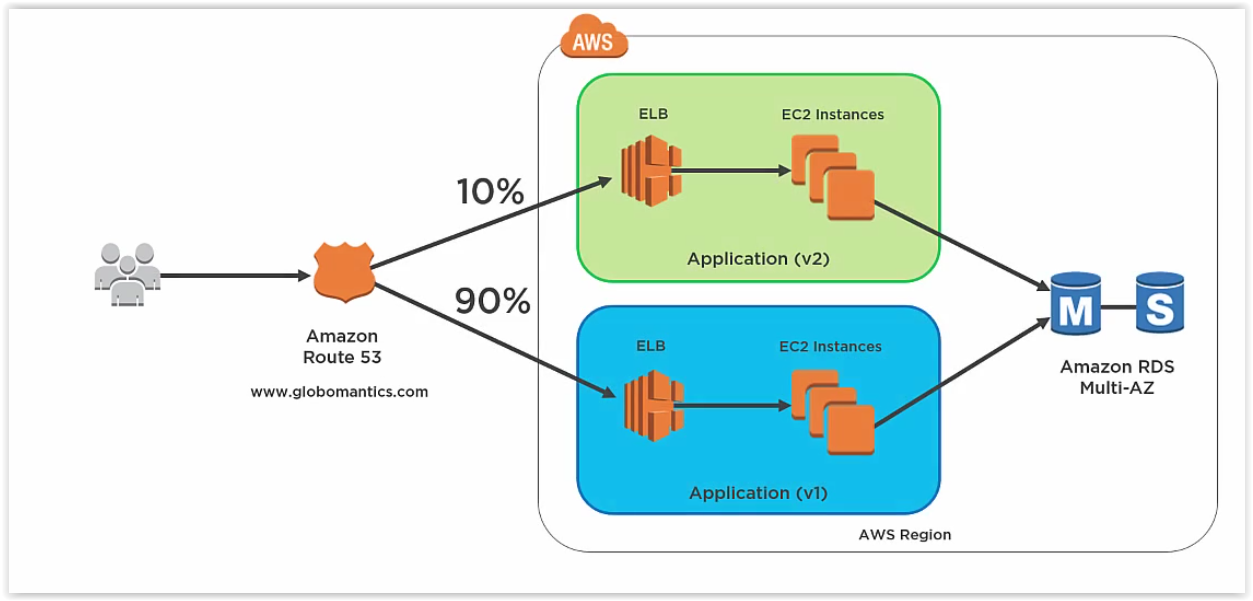 AWS
ELB
EC2 Instances
10%
Application (v2)
90%
Amazon
Route 53
www.globomantics.com
ELB
EC2 Instances
Application (v1)
M
S
Amazon RDS
Multi-AZ
AWS Region